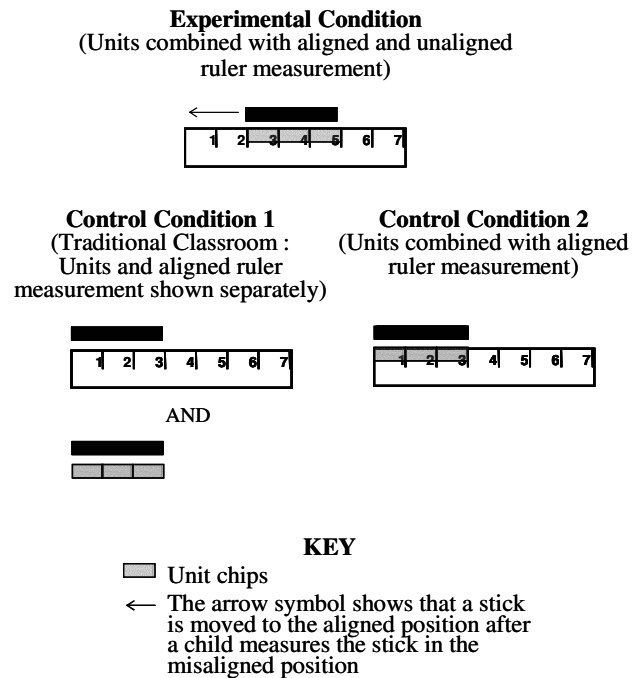 Experimental Condition
(Units combined with aligned and unaligned
ruler measurement)
1 2 3 4 5 6 7
Control Condition 1
(Traditional Classroom :
Units and aligned ruler
measurement shown separately)
1 2 3 4 5 6 7
AND
Control Condition 2
(Units combined with aligned
ruler measurement)
1 2 3 4 5 6 7
KEY
Unit chips
The arrow symbol shows that a stick
is moved to the aligned position after
a child measures the stick in the
misaligned position